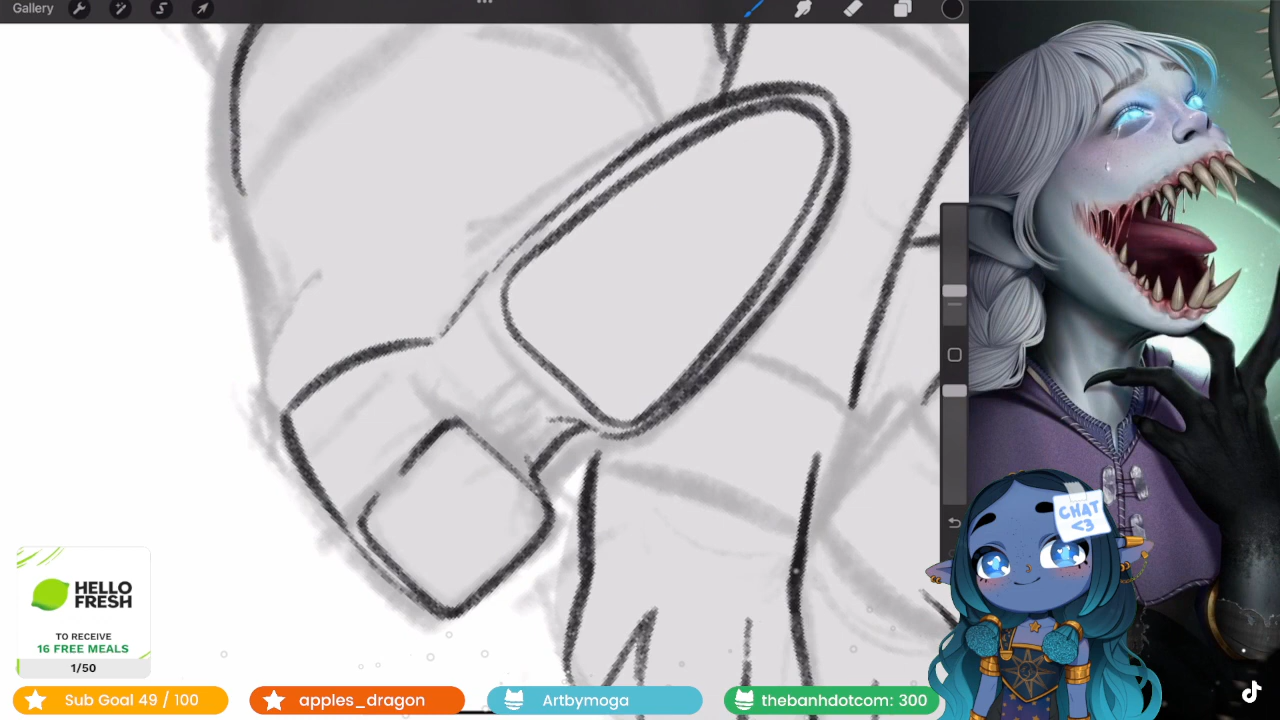 Gallery
CHAT
<3
HELLO
FRESH
TO RECEIVE
16 FREE MEALS
1/50
Sub Goal 49 / 100
apples_dragon
Artbymoga
thebanhdotcom: 300